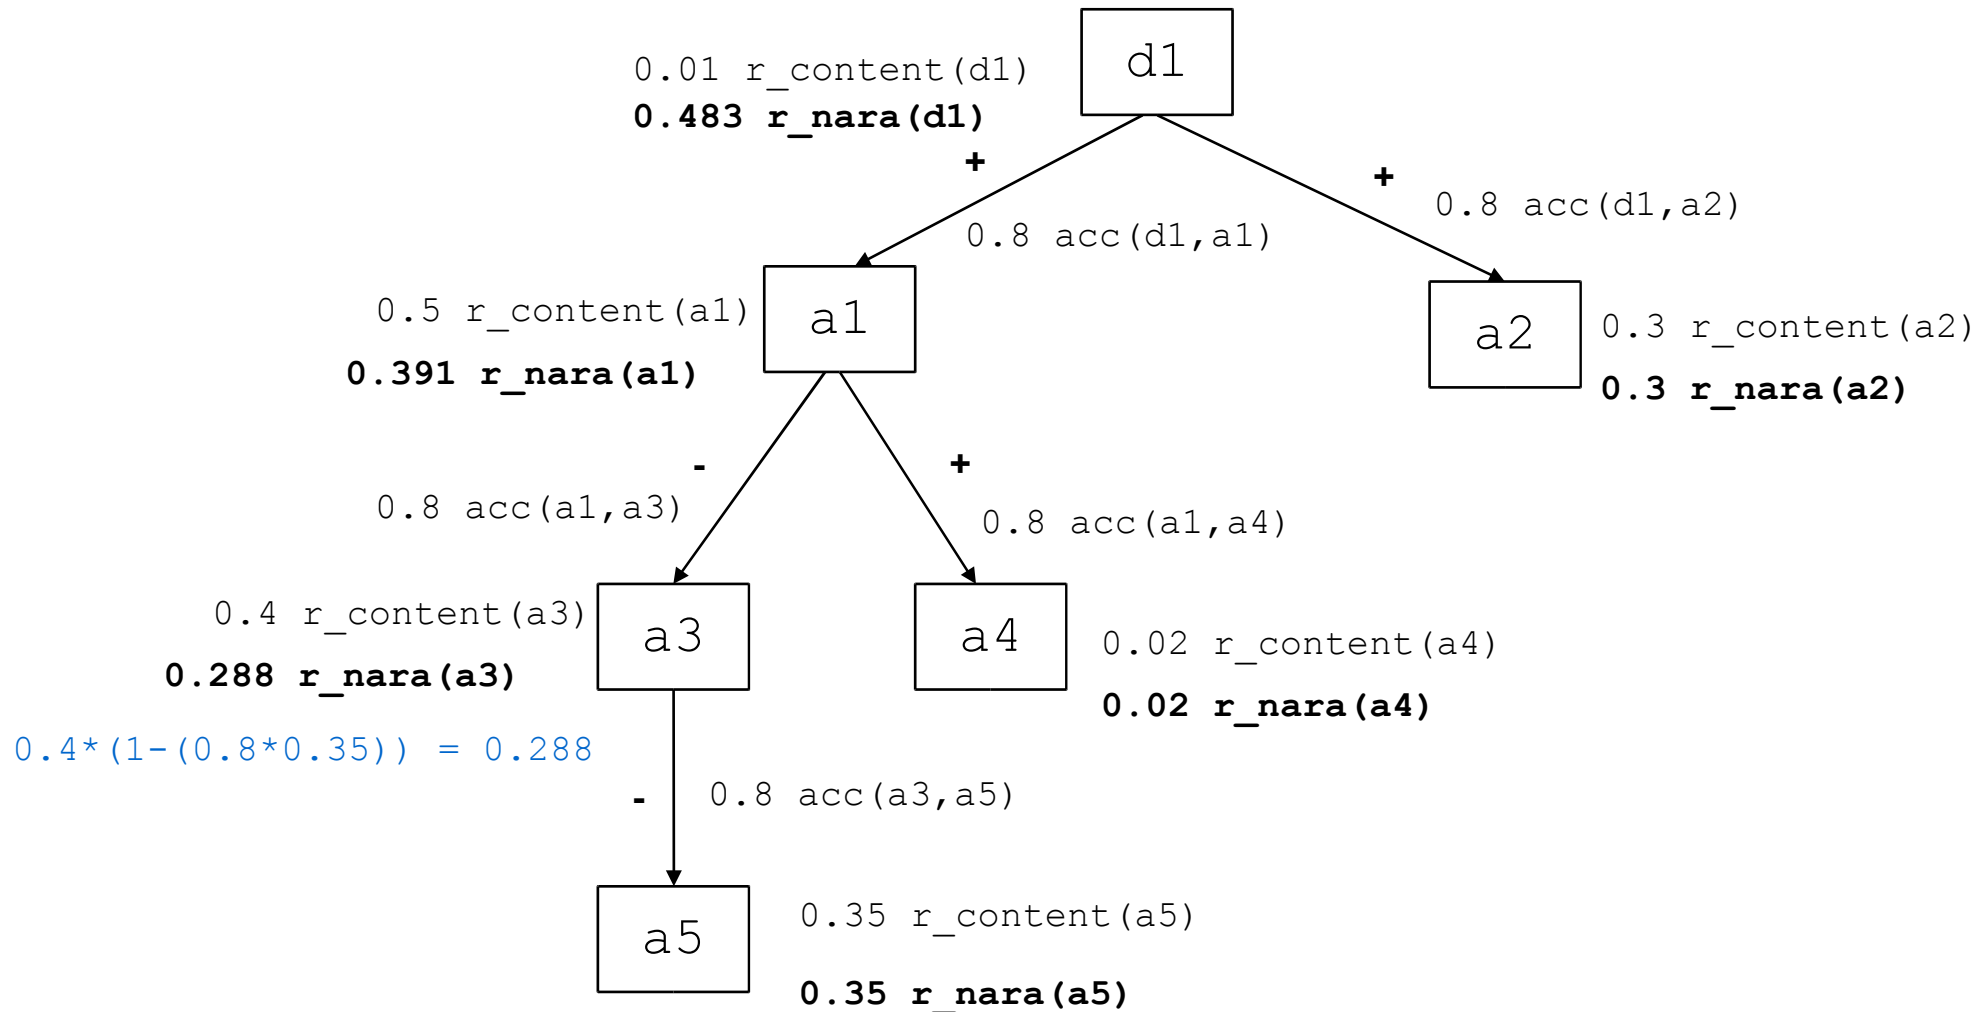 d1
0.01 r_content(d1)
0.483 r_nara(d1)
+
+
0.8 acc(d1,a2)
0.8 acc(d1,a1)
a1
0.5 r_content(a1)
0.391 r_nara(a1)
a2
0.3 r_content(a2)
0.3 r_nara(a2)
-
+
0.8 acc(a1,a3)
0.8 acc(a1,a4)
a3
0.4 r_content(a3)
0.288 r_nara(a3)
0.4*(1-(0.8*0.35)) = 0.288
a4
0.02 r_content(a4)
0.02 r_nara(a4)
-
0.8 acc(a3,a5)
a5
0.35 r_content(a5)
0.35 r_nara(a5)